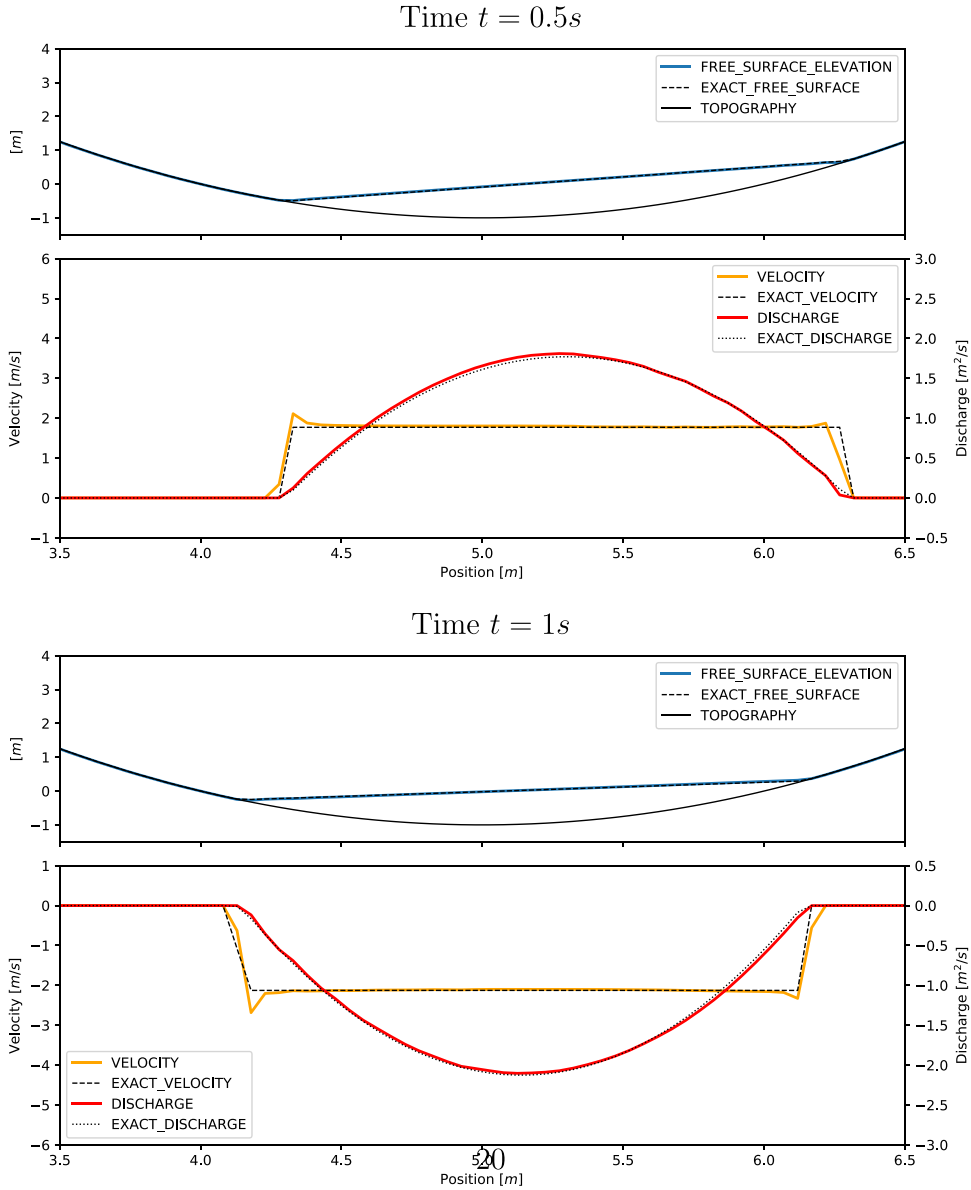 Time t = 0.5s
4
3
2
1
0
−1
[m]
FREE_SURFACE_ELEVATION
EXACT_FREE_SURFACE
TOPOGRAPHY
6
5
4
3
2
1
0
−1
Velocity [m/s]
VELOCITY
EXACT_VELOCITY
DISCHARGE
EXACT_DISCHARGE
3.0
2.5
2.0
1.5
1.0
0.5
0.0
−0.5
Discharge [m²/s]
3.5 4.0 4.5 5.0 5.5 6.0 6.5
Position [m]
Time t = 1s
4
3
2
1
0
−1
[m]
FREE_SURFACE_ELEVATION
EXACT_FREE_SURFACE
TOPOGRAPHY
1
0
−1
−2
−3
−4
−5
−6
Velocity [m/s]
VELOCITY
EXACT_VELOCITY
DISCHARGE
EXACT_DISCHARGE
0.5
0.0
−0.5
−1.0
−1.5
−2.0
−2.5
−3.0
Discharge [m²/s]
3.5 4.0 4.5 5.0 5.5 6.0 6.5
20
Position [m]